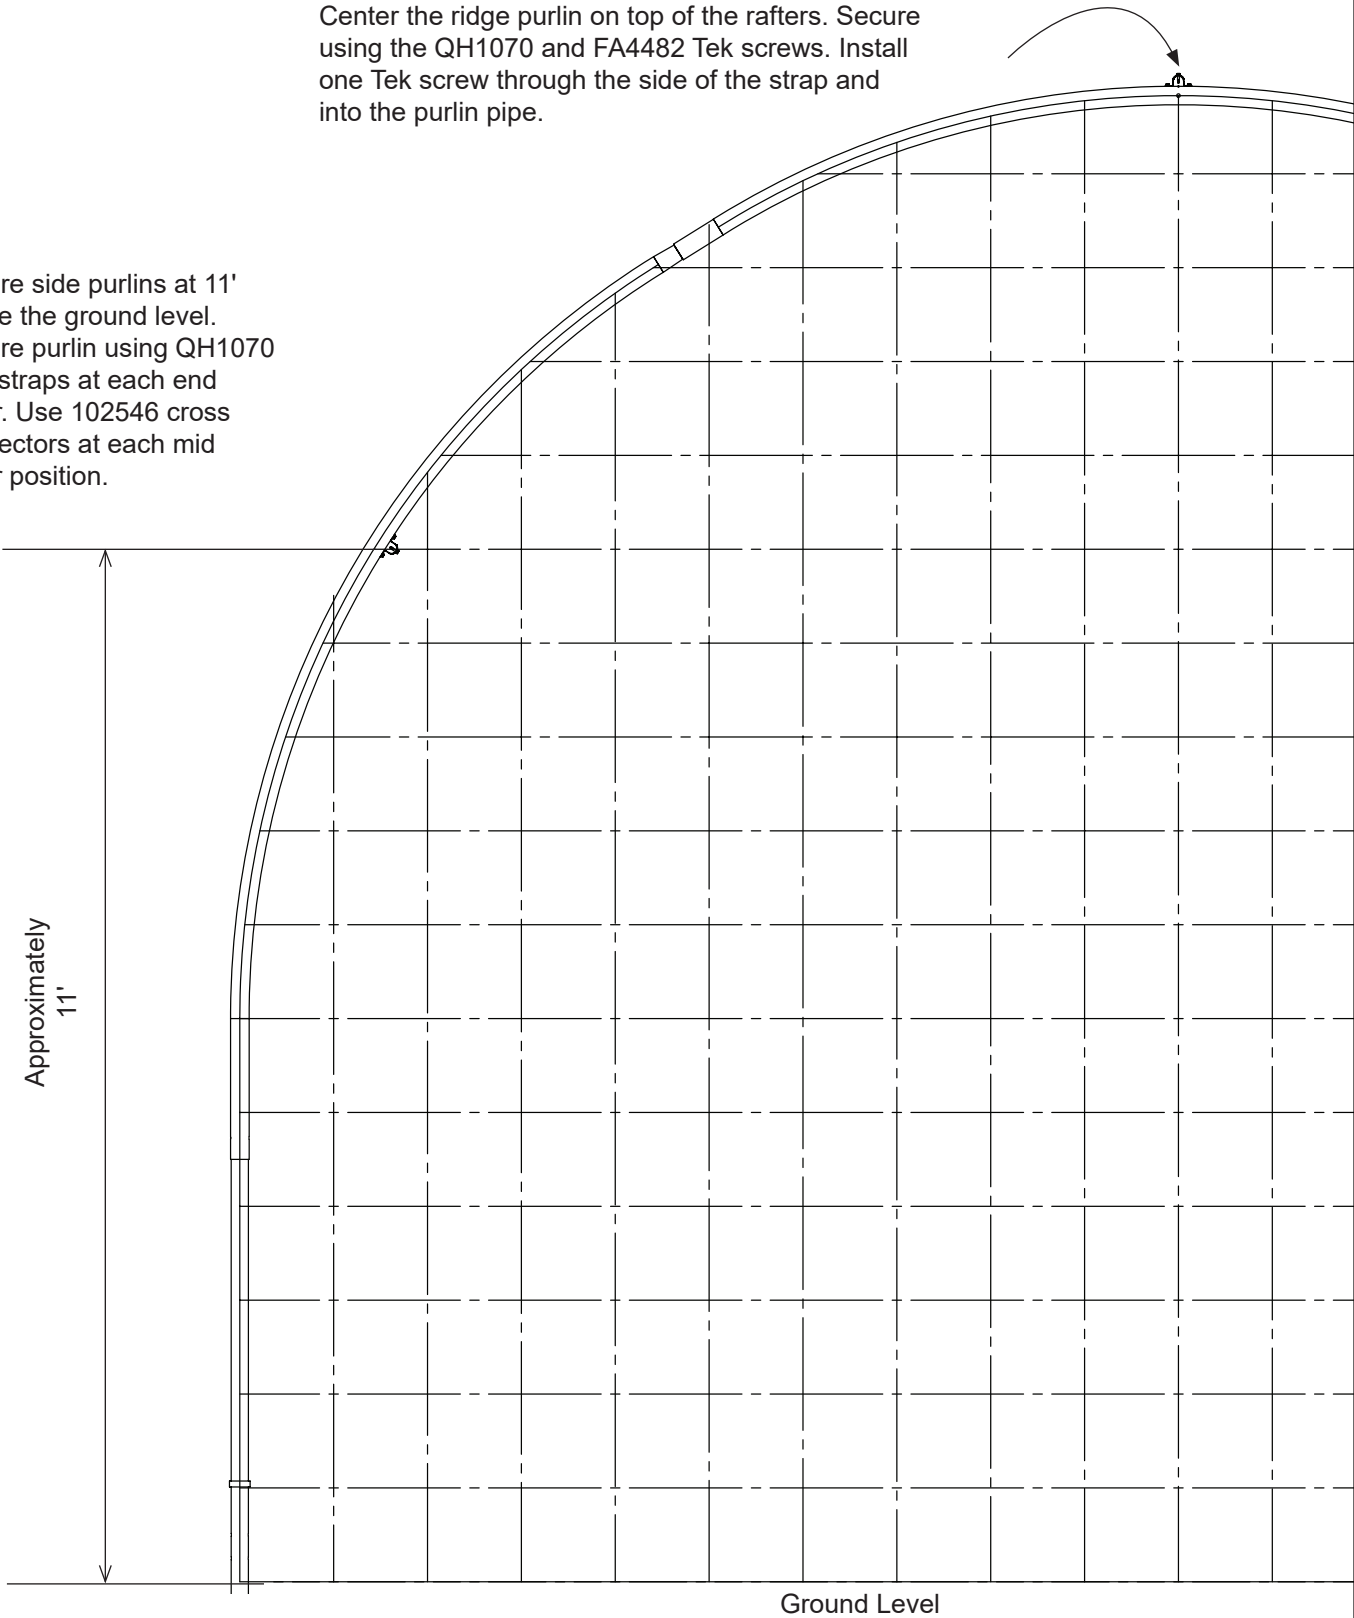 Center the ridge purlin on top of the rafters. Secure
using the QH1070 and FA4482 Tek screws. Install
one Tek screw through the side of the strap and
into the purlin pipe.
re side purlins at 11'
e the ground level.
re purlin using QH1070
straps at each end
r. Use 102546 cross
ectors at each mid
r position.
Approximately
11'
Ground Level